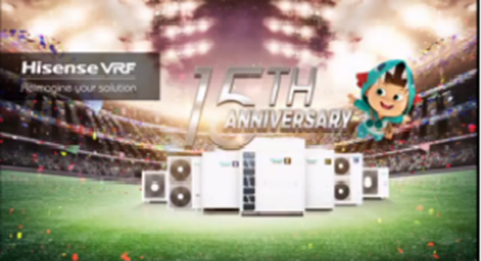 Hisense VRF
Reimagine your solution
15TH
ANNIVERSARY